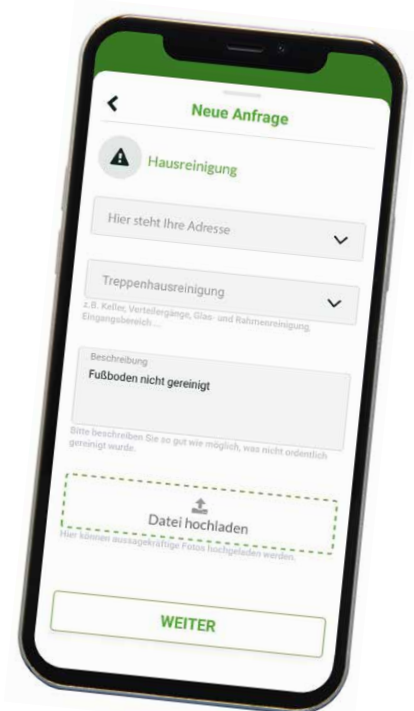 Neue Anfrage
Hausreinigung
Hier steht Ihre Adresse
Treppenhausreinigung
z.B. Keller, Verteilergänge, Glas- und Rahmenreinigung,
Eingangsbereich ...
Beschreibung
Fußboden nicht gereinigt
Bitte beschreiben Sie so gut wie möglich, was nicht ordentlich
gereinigt wurde.
Datei hochladen
Hier können aussagekräftige Fotos hochgeladen werden.
WEITER